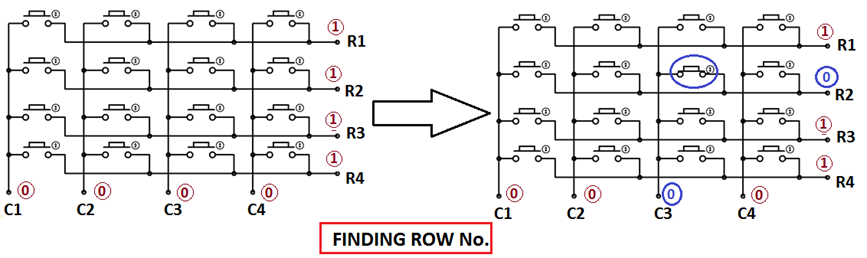 1
R1
1
R2
1
R3
1
R4
0 0 0 0
C1 C2 C3 C4
1
R1
0
R2
1
R3
1
R4
0 0 0 0
C1 C2 C3 C4
FINDING ROW No.